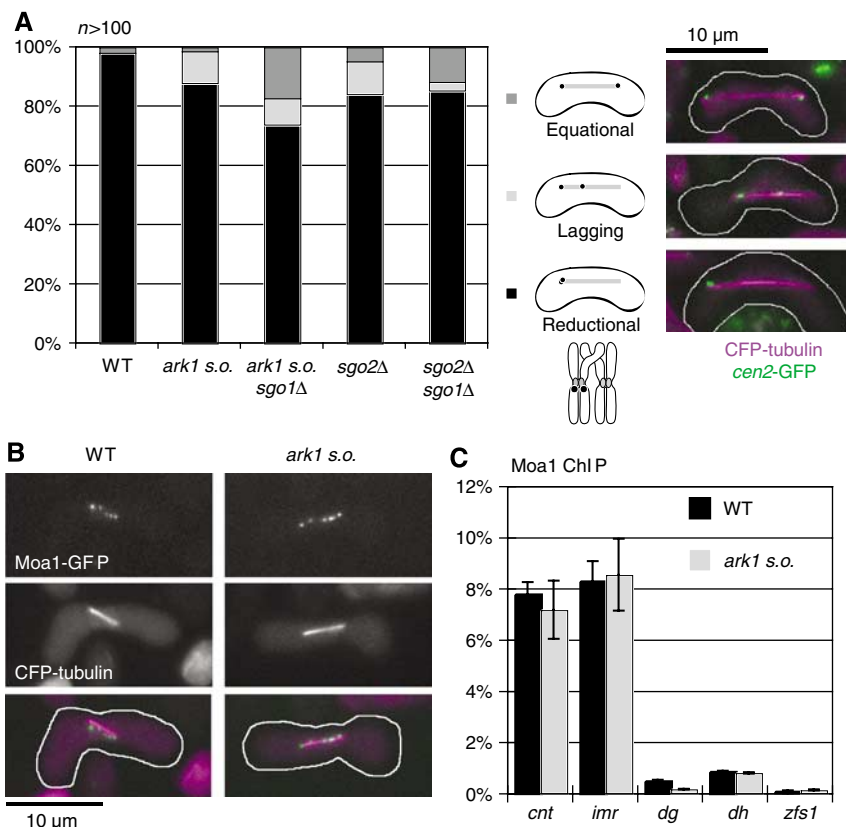 A
n>100
100%
80%
60%
40%
20%
0%
WT
ark1 s.o.
ark1 s.o.
sgo1Δ
sgo2Δ
sgo2Δ
sgo1Δ
Equational
Lagging
Reductional
10 μm
CFP-tubulin
cen2-GFP
B
WT
ark1 s.o.
Moa1-GFP
CFP-tubulin
10 μm
C
Moa1 ChIP
12%
10%
8%
6%
4%
2%
0%
WT
ark1 s.o.
cnt
imr
dg
dh
zfs1